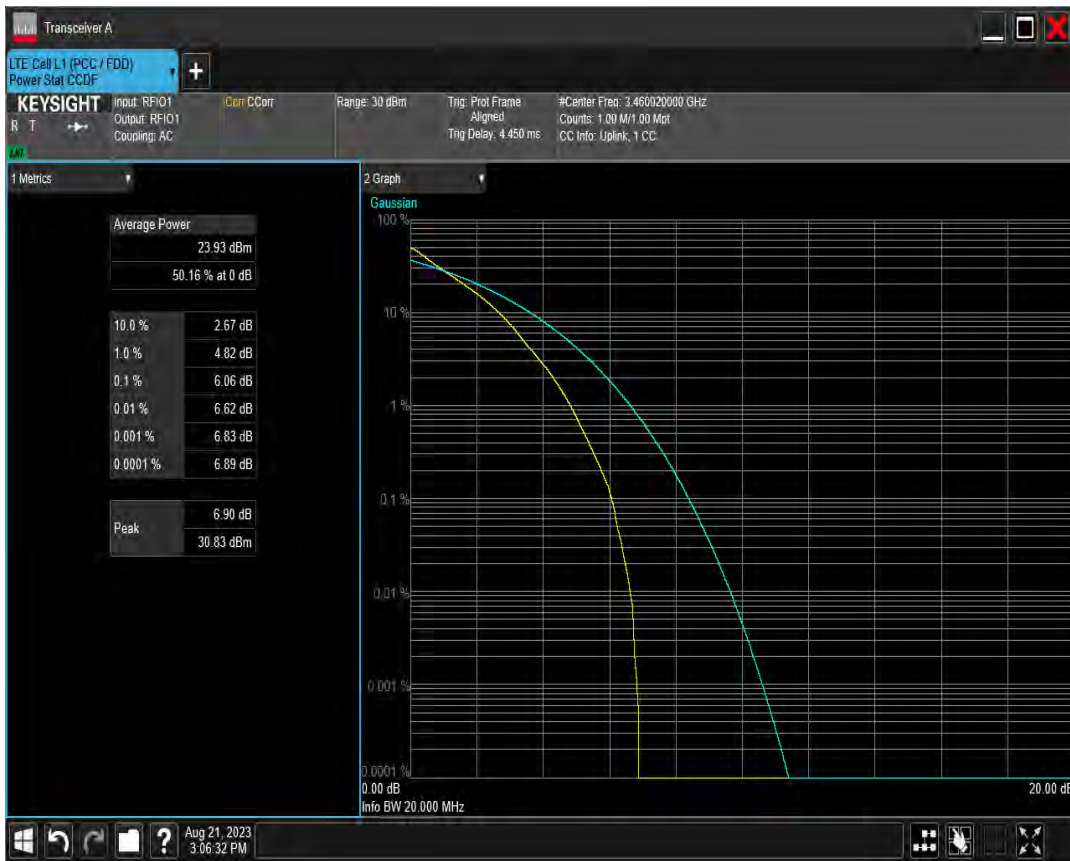 Transceiver A
LTE Cell L1 (PCC / FDD)
Power Stat CCDF
KEYSIGHT
R T
LXI
Input: RFIO1
Output: RFIO1
Coupling: AC
Corr CCorr
Range: 30 dBm
Trig: Prot Frame
Aligned
Trig Delay: 4.450 ms
#Center Freq: 3.460020000 GHz
Counts: 1.00 M/1.00 Mpt
CC Info: Uplink, 1 CC
1 Metrics
Average Power
23.93 dBm
50.16 % at 0 dB
10.0 % 2.67 dB
1.0 % 4.82 dB
0.1 % 6.06 dB
0.01 % 6.62 dB
0.001 % 6.83 dB
0.0001 % 6.89 dB
Peak 6.90 dB
30.83 dBm
2 Graph
Gaussian
100 %
10 %
1 %
0.1 %
0.01 %
0.001 %
0.0001 %
0.00 dB 20.00 dB
Info BW 20.000 MHz
? Aug 21, 2023
3:06:32 PM